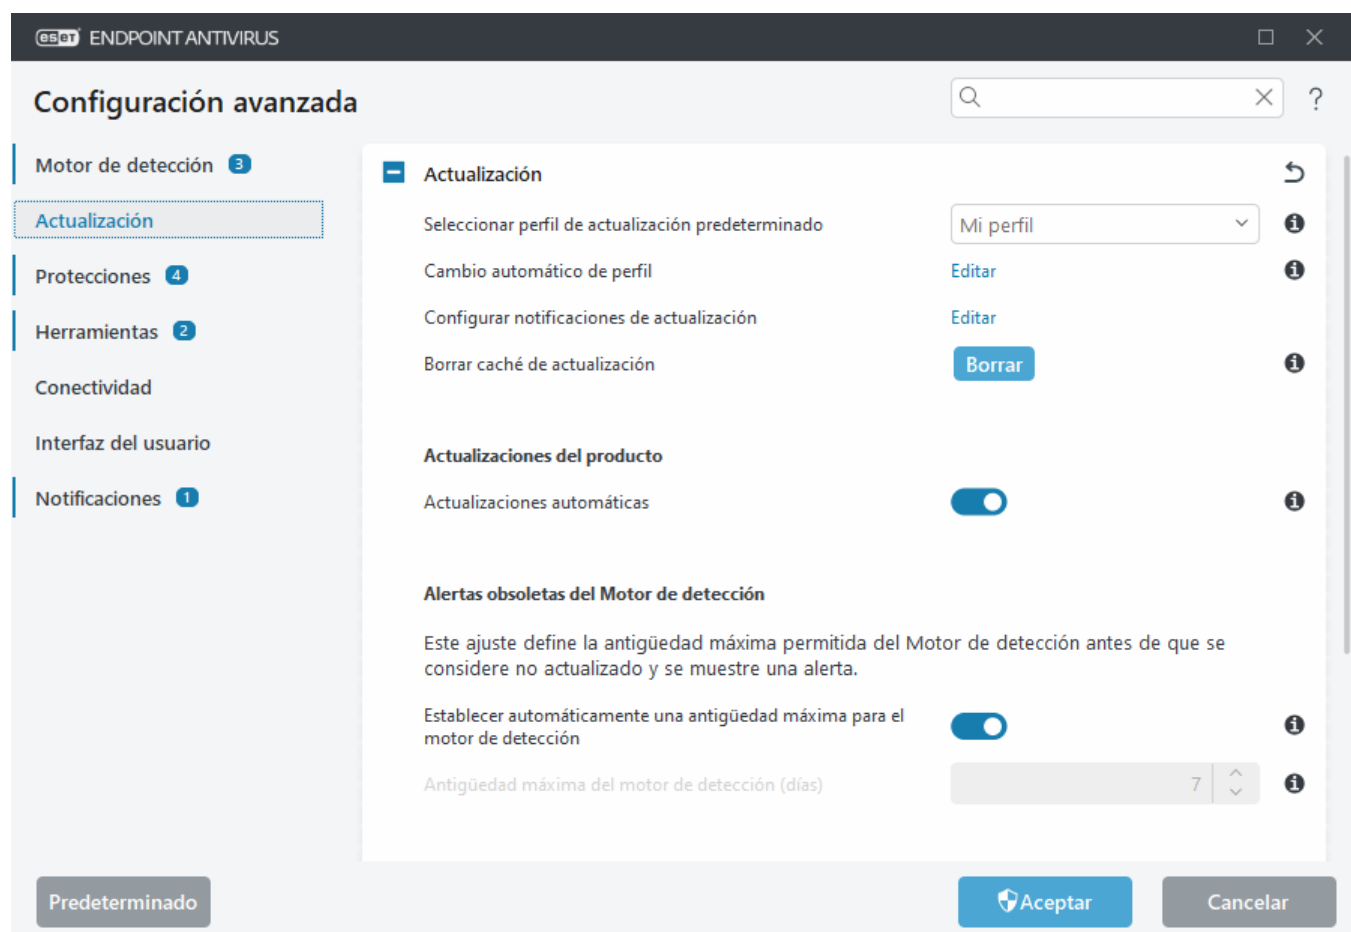 eset ENDPOINT ANTIVIRUS
Configuración avanzada
?
Motor de detección 3
Actualización
Protecciones 4
Herramientas 2
Conectividad
Interfaz del usuario
Notificaciones 1
Actualización
Seleccionar perfil de actualización predeterminado
Mi perfil
Cambio automático de perfil
Editar
Configurar notificaciones de actualización
Editar
Borrar caché de actualización
Borrar
Actualizaciones del producto
Actualizaciones automáticas
Alertas obsoletas del Motor de detección
Este ajuste define la antigüedad máxima permitida del Motor de detección antes de que se
considere no actualizado y se muestre una alerta.
Establecer automáticamente una antigüedad máxima para el
motor de detección
Antigüedad máxima del motor de detección (días)
7
Predeterminado
Aceptar
Cancelar